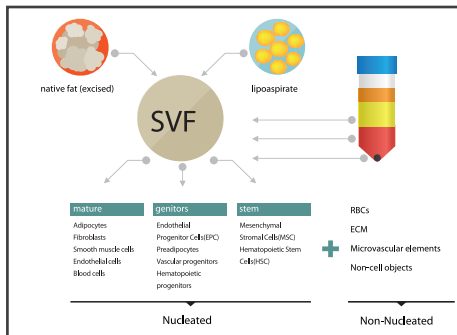 native fat (excised)
lipoaspirate
SVF
mature
Adipocytes
Fibroblasts
Smooth muscle cells
Endothelial cells
Blood cells
genitors
Endothelial
Progenitor Cells(EPC)
Preadipocytes
Vascular progenitors
Hematopoietic
progenitors
stem
Mesenchymal
Stromal Cells(MSC)
Hematopoietic Stem
Cells(HSC)
+
RBCs
ECM
Microvascular elements
Non-cell objects
Nucleated
Non-Nucleated